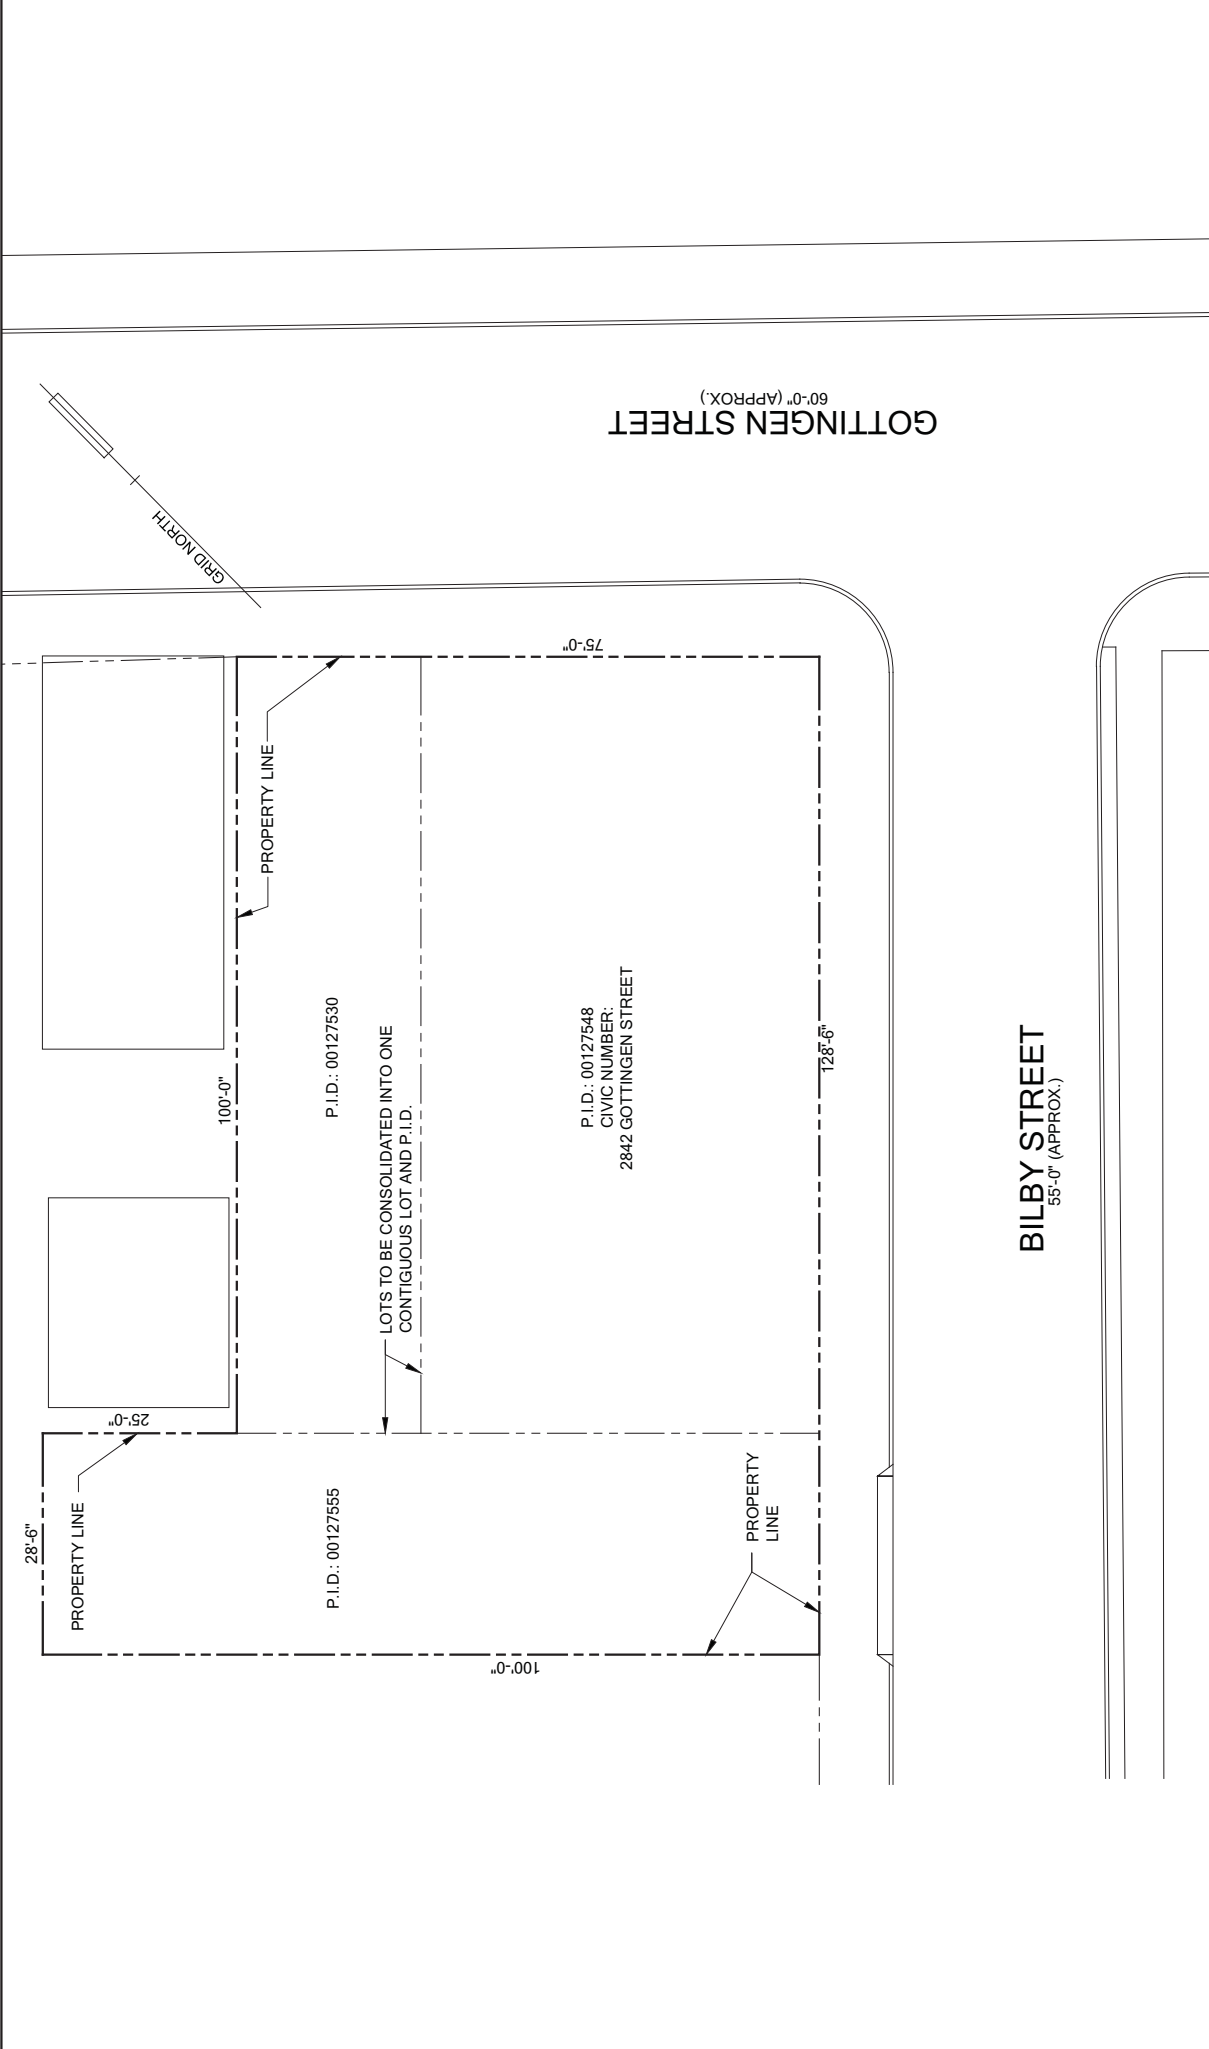 GOTTINGEN STREET
60'-0" (APPROX.)
GRID NORTH
75'-0"
PROPERTY LINE
100'-0"
P.I.D.: 00127530
LOTS TO BE CONSOLIDATED INTO ONE
CONTIGUOUS LOT AND P.I.D.
P.I.D.: 00127548
CIVIC NUMBER:
2842 GOTTINGEN STREET
128'-6"
BILBY STREET
55'-0" (APPROX.)
25'-0"
28'-6"
PROPERTY LINE
P.I.D.: 00127555
PROPERTY
LINE
100'-0"